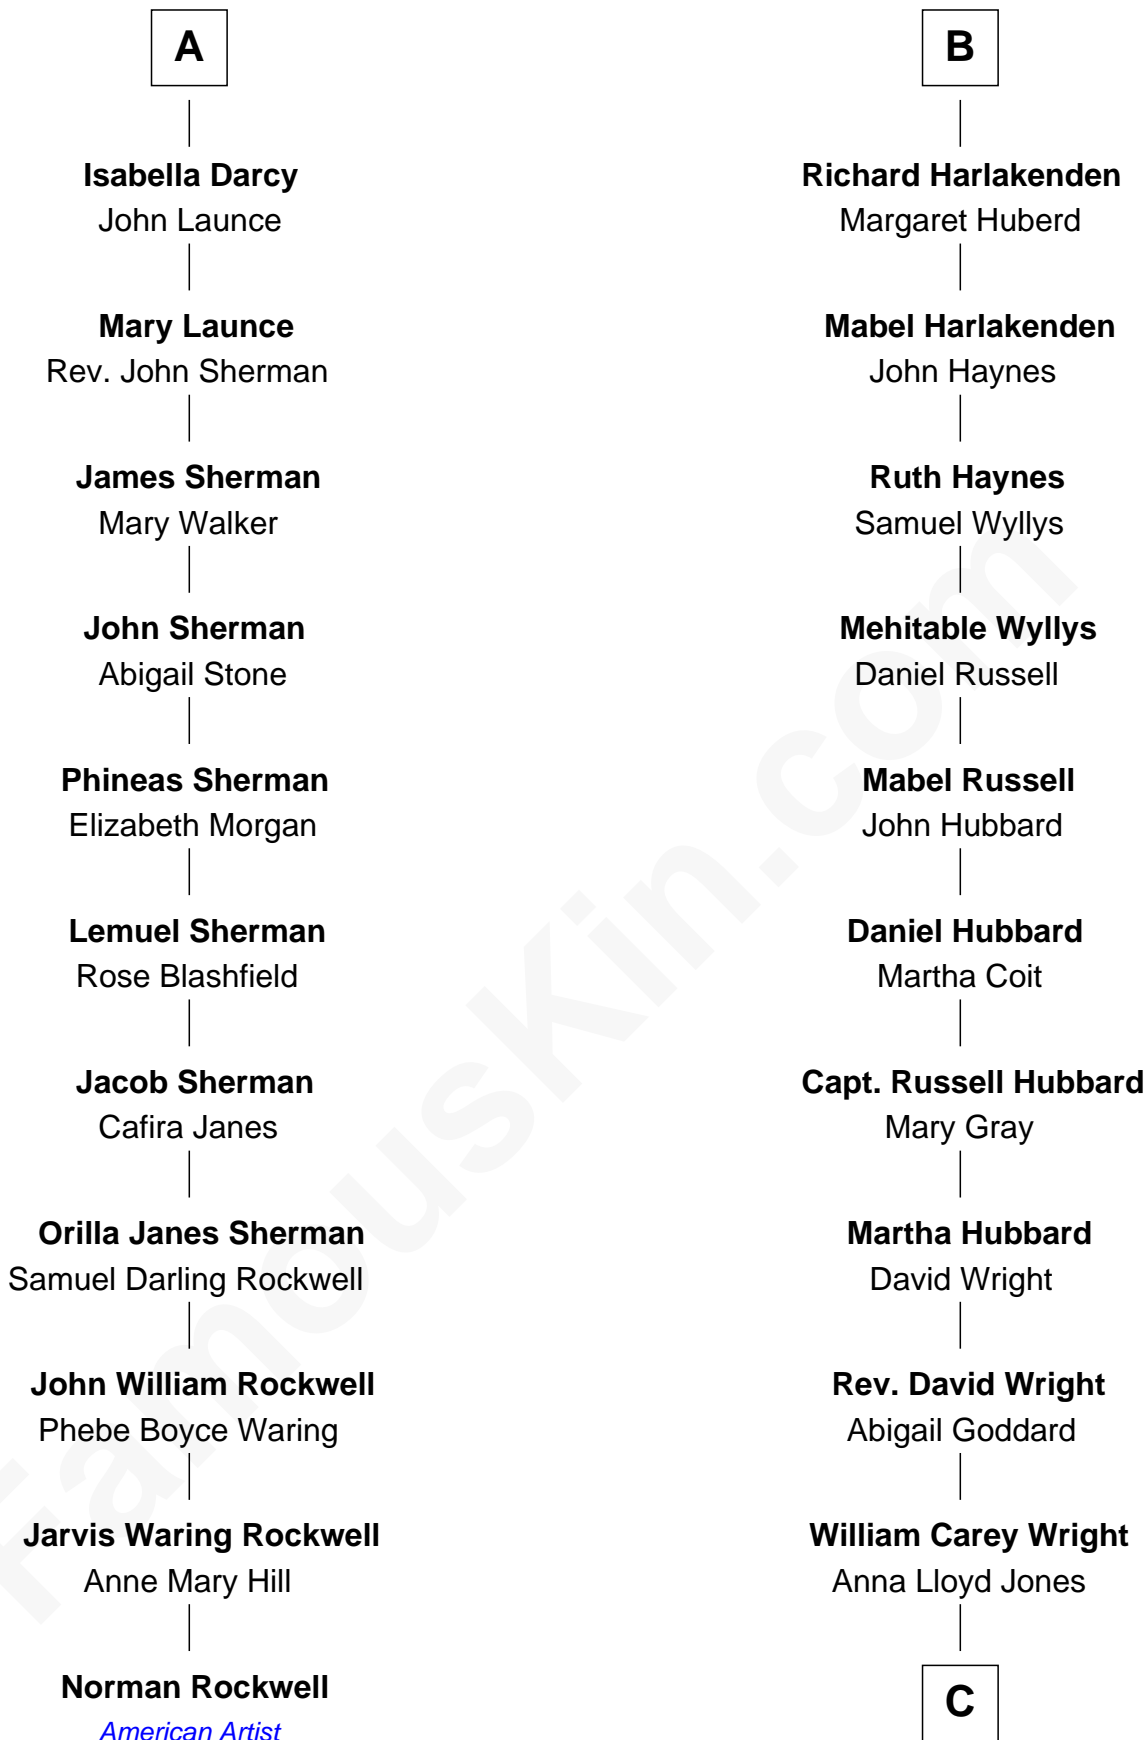 A
Isabella Darcy
John Launce
Mary Launce
Rev. John Sherman
James Sherman
Mary Walker
John Sherman
Abigail Stone
Phineas Sherman
Elizabeth Morgan
Lemuel Sherman
Rose Blashfield
Jacob Sherman
Cafira Janes
Orilla Janes Sherman
Samuel Darling Rockwell
John William Rockwell
Phebe Boyce Waring
Jarvis Waring Rockwell
Anne Mary Hill
Norman Rockwell
American Artist
B
Richard Harlakenden
Margaret Huberd
Mabel Harlakenden
John Haynes
Ruth Haynes
Samuel Wyllys
Mehitable Wyllys
Daniel Russell
Mabel Russell
John Hubbard
Daniel Hubbard
Martha Coit
Capt. Russell Hubbard
Mary Gray
Martha Hubbard
David Wright
Rev. David Wright
Abigail Goddard
William Carey Wright
Anna Lloyd Jones
C
FamousKin.com